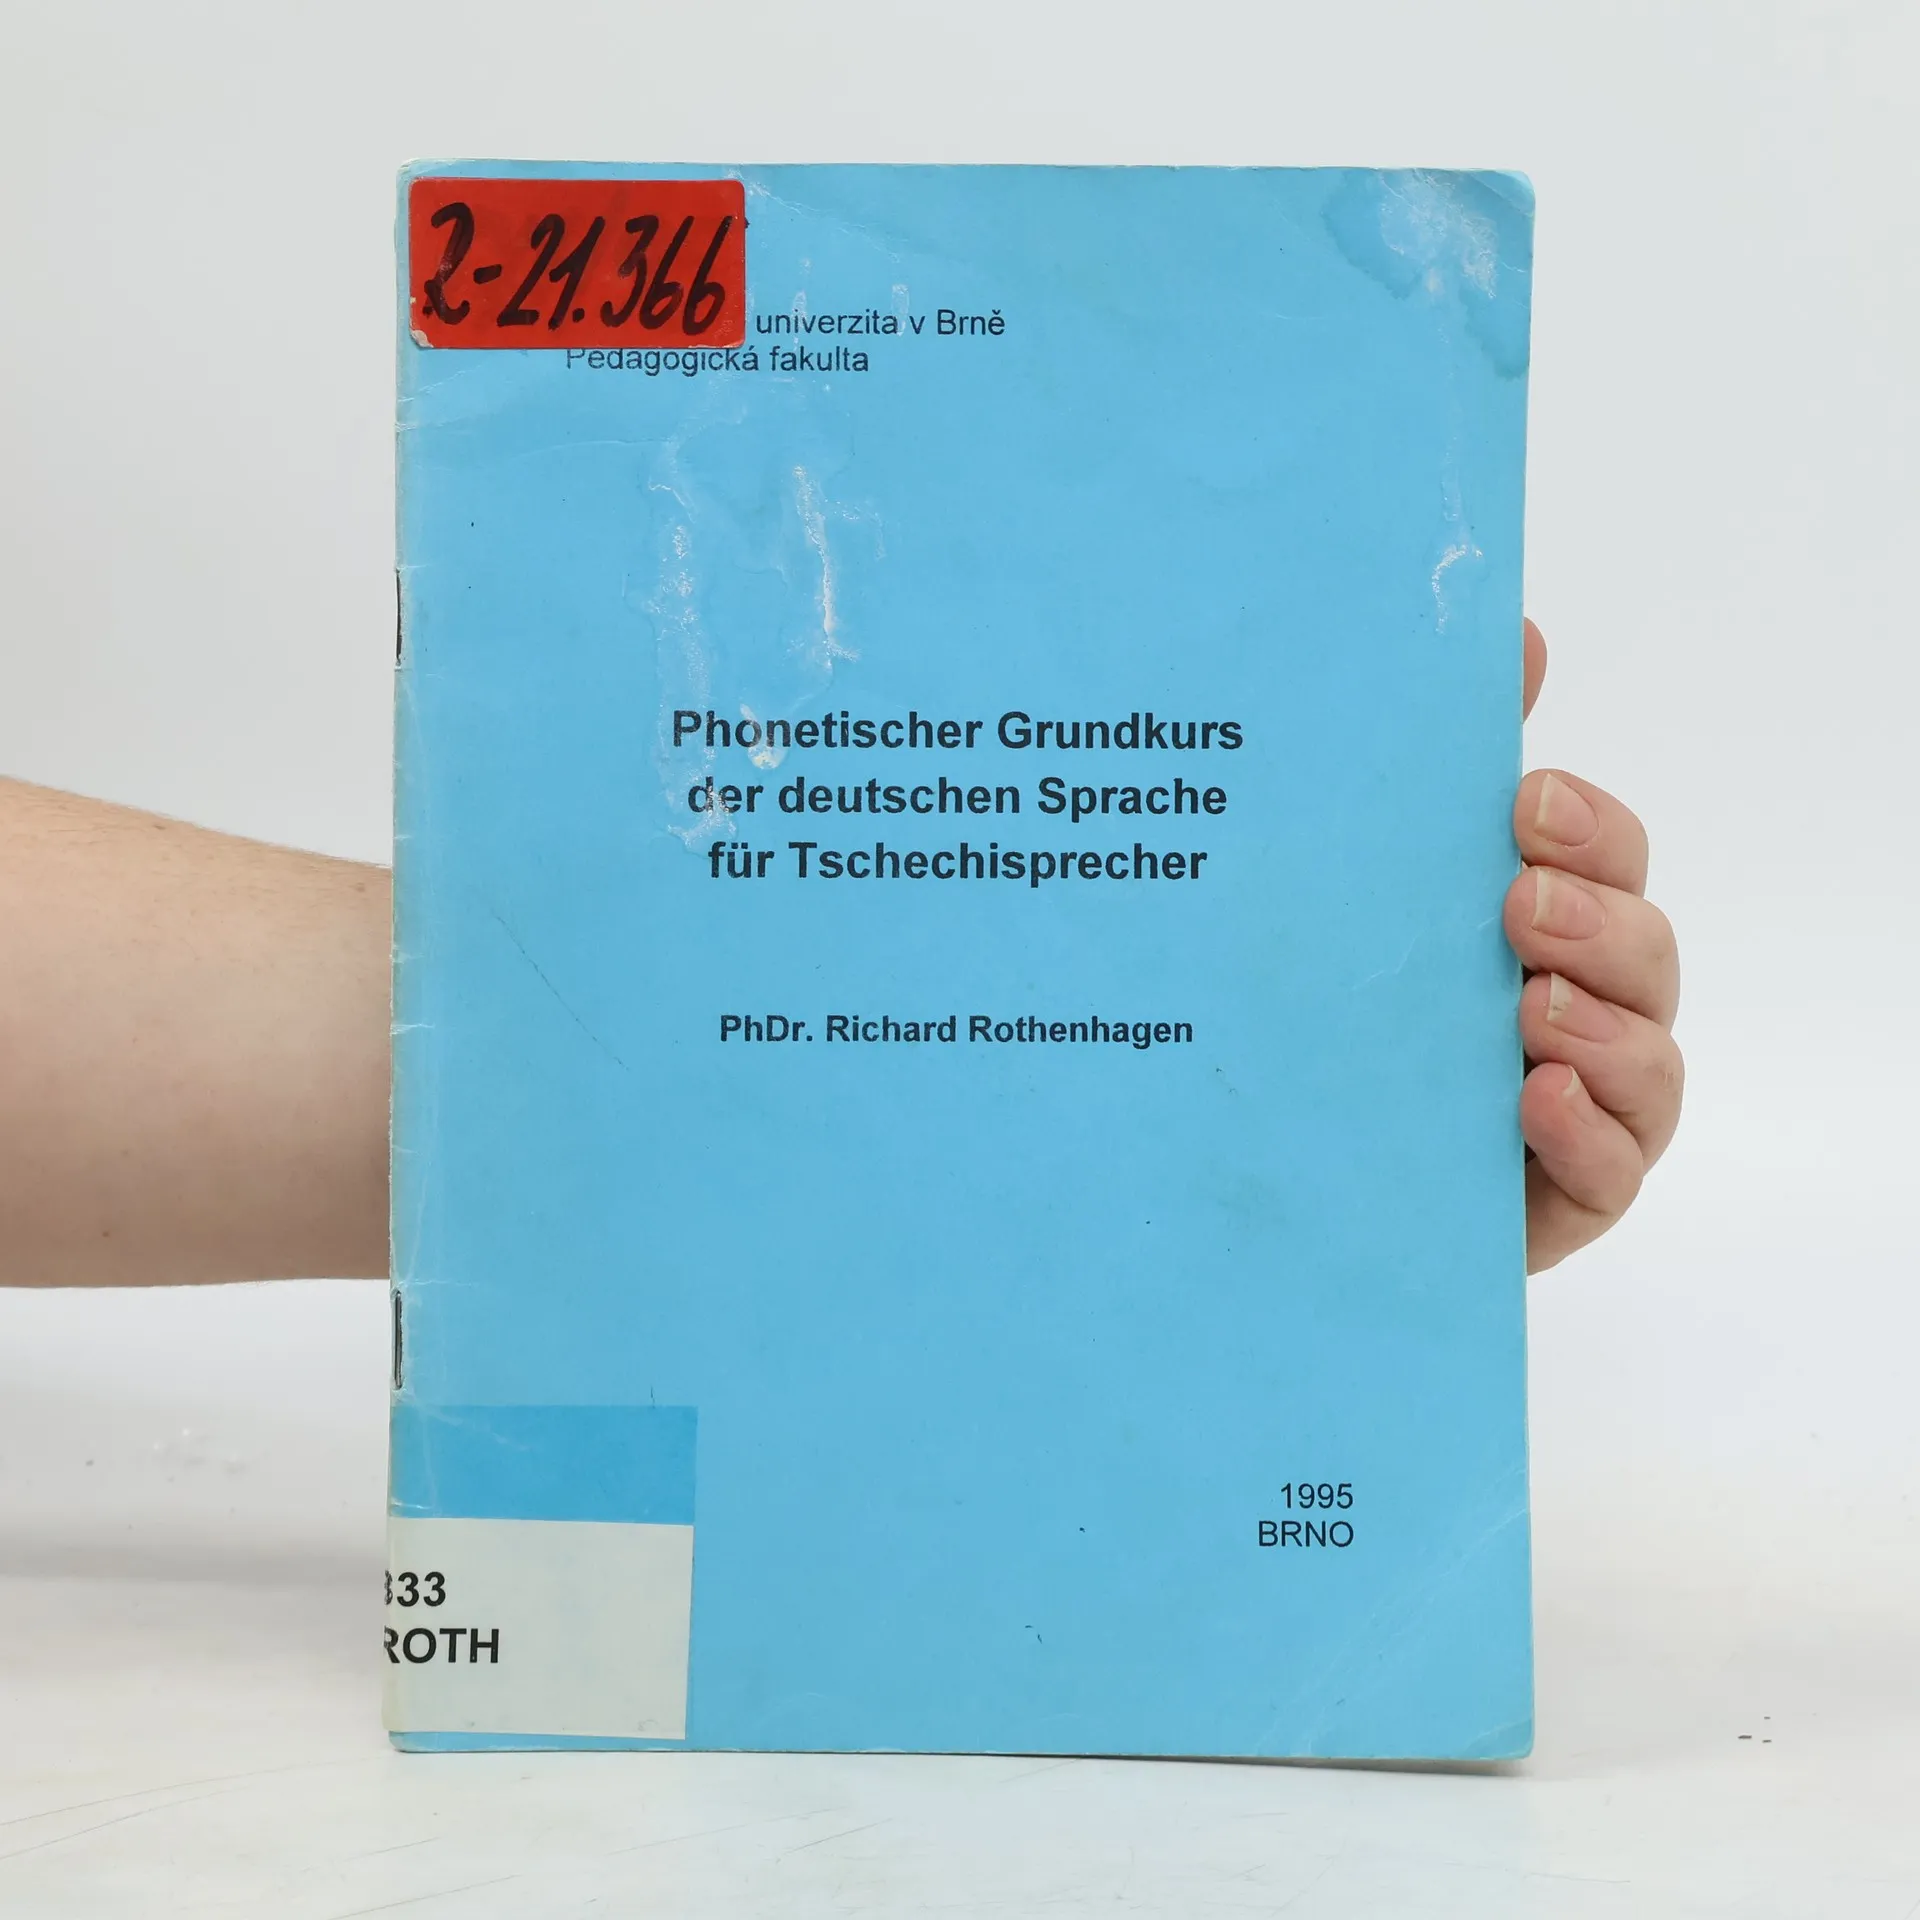 2-21.366
univerzita v Brně
Pedagogická fakulta
Phonetischer Grundkurs
der deutschen Sprache
für Tschechisprecher
PhDr. Richard Rothenhagen
1995
BRNO
333
ROTH